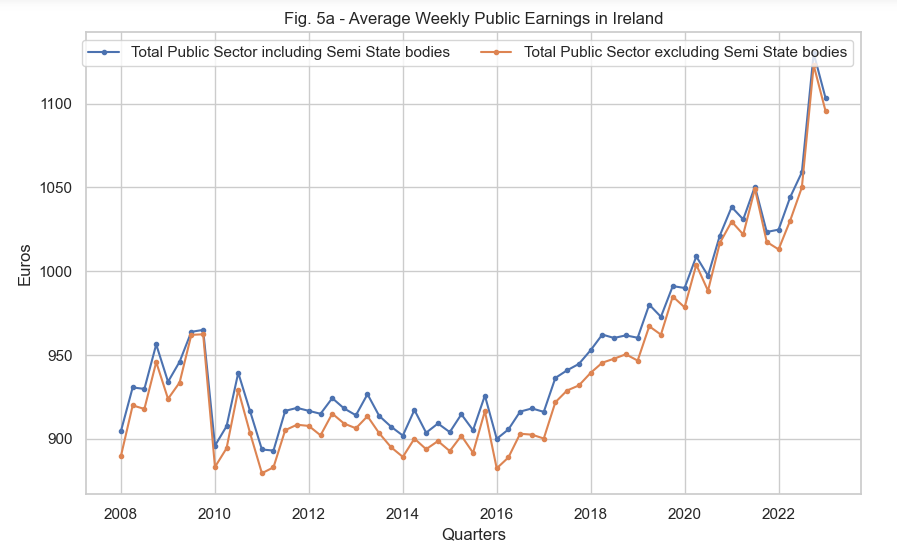 Fig. 5a - Average Weekly Public Earnings in Ireland
Total Public Sector including Semi State bodies
Total Public Sector excluding Semi State bodies
1100
1050
1000
950
900
Euros
2008
2010
2012
2014
2016
2018
2020
2022
Quarters